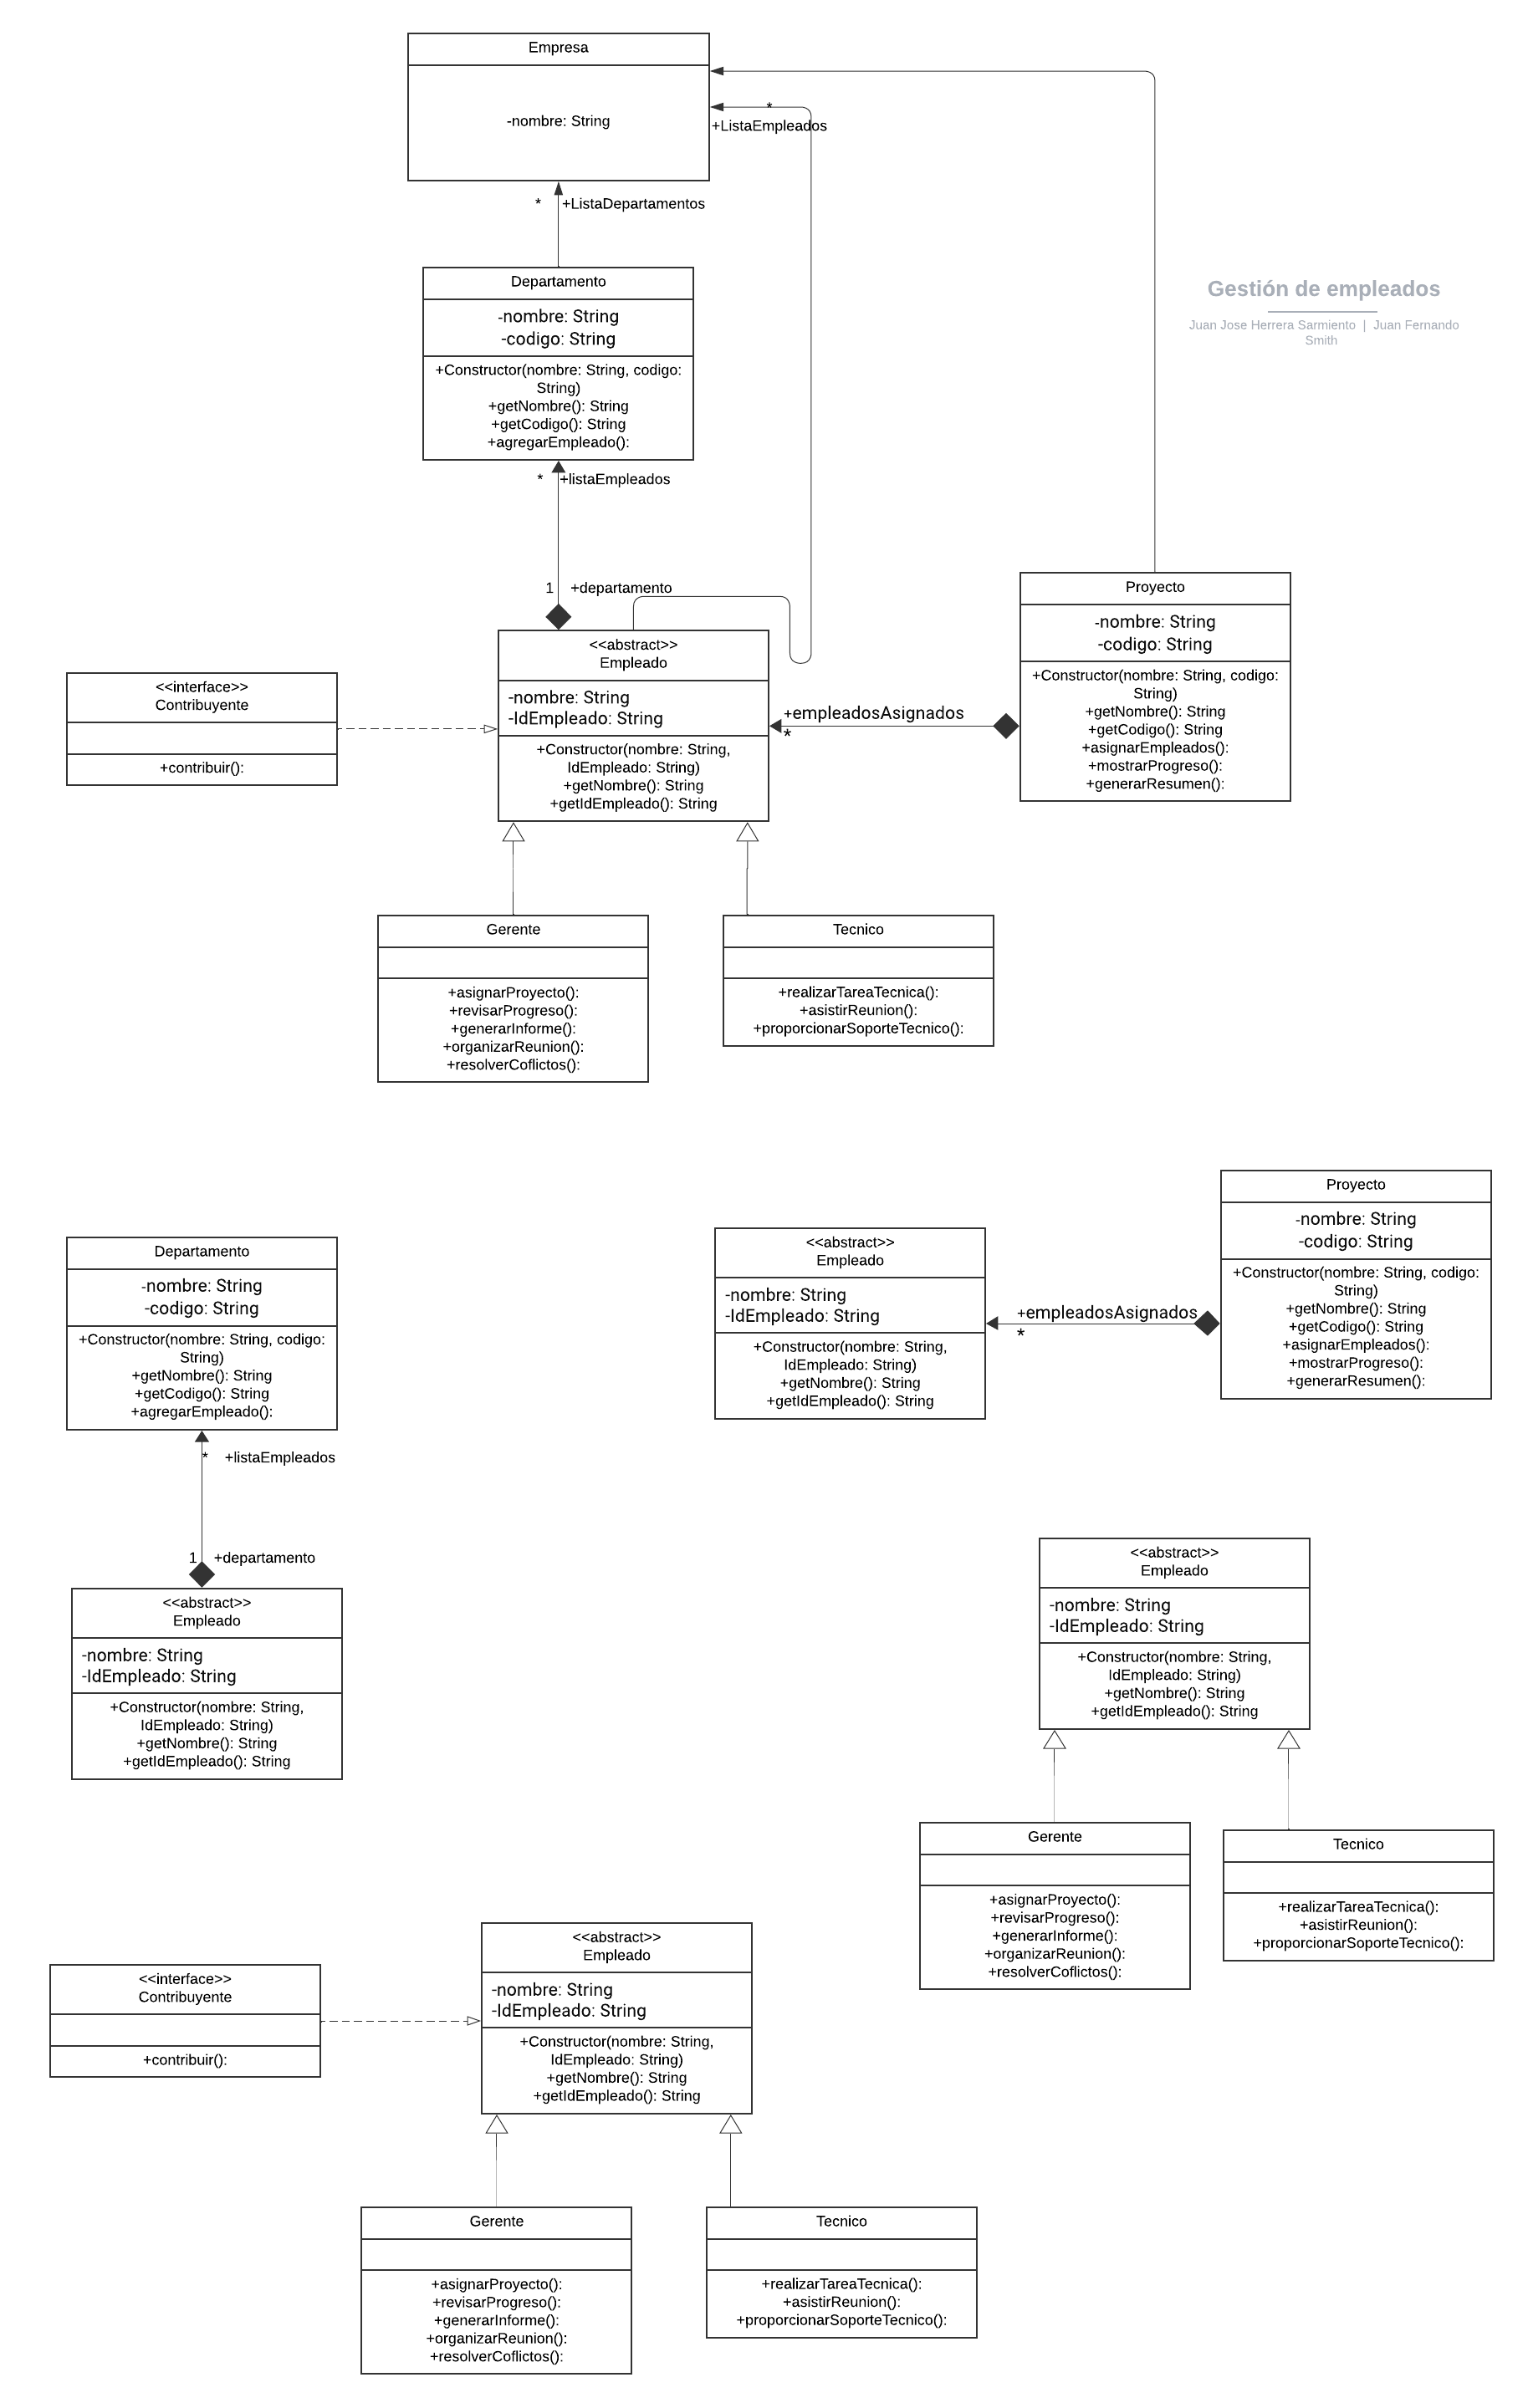 Empresa
-nombre: String
*
+ListaEmpleados
* +ListaDepartamentos
Departamento
-nombre: String
-codigo: String
+Constructor(nombre: String, codigo:
String)
+getNombre(): String
+getCodigo(): String
+agregarEmpleado():
* +listaEmpleados
1 +departamento
Gestión de empleados
Juan Jose Herrera Sarmiento | Juan Fernando
Smith
<<abstract>>
Empleado
-nombre: String
-IdEmpleado: String
+Constructor(nombre: String,
IdEmpleado: String)
+getNombre(): String
+getIdEmpleado(): String
<<interface>>
Contribuyente
+contribuir():
+empleadosAsignados
*
Proyecto
-nombre: String
-codigo: String
+Constructor(nombre: String, codigo:
String)
+getNombre(): String
+getCodigo(): String
+asignarEmpleados():
+mostrarProgreso():
+generarResumen():
Gerente
+asignarProyecto():
+revisarProgreso():
+generarInforme():
+organizarReunion():
+resolverCoflictos():
Tecnico
+realizarTareaTecnica():
+asistirReunion():
+proporcionarSoporteTecnico():
Departamento
-nombre: String
-codigo: String
+Constructor(nombre: String, codigo:
String)
+getNombre(): String
+getCodigo(): String
+agregarEmpleado():
* +listaEmpleados
1 +departamento
<<abstract>>
Empleado
-nombre: String
-IdEmpleado: String
+Constructor(nombre: String,
IdEmpleado: String)
+getNombre(): String
+getIdEmpleado(): String
<<abstract>>
Empleado
-nombre: String
-IdEmpleado: String
+Constructor(nombre: String,
IdEmpleado: String)
+getNombre(): String
+getIdEmpleado(): String
+empleadosAsignados
*
Proyecto
-nombre: String
-codigo: String
+Constructor(nombre: String, codigo:
String)
+getNombre(): String
+getCodigo(): String
+asignarEmpleados():
+mostrarProgreso():
+generarResumen():
<<abstract>>
Empleado
-nombre: String
-IdEmpleado: String
+Constructor(nombre: String,
IdEmpleado: String)
+getNombre(): String
+getIdEmpleado(): String
Gerente
+asignarProyecto():
+revisarProgreso():
+generarInforme():
+organizarReunion():
+resolverCoflictos():
Tecnico
+realizarTareaTecnica():
+asistirReunion():
+proporcionarSoporteTecnico():
<<interface>>
Contribuyente
+contribuir():
<<abstract>>
Empleado
-nombre: String
-IdEmpleado: String
+Constructor(nombre: String,
IdEmpleado: String)
+getNombre(): String
+getIdEmpleado(): String
Gerente
+asignarProyecto():
+revisarProgreso():
+generarInforme():
+organizarReunion():
+resolverCoflictos():
Tecnico
+realizarTareaTecnica():
+asistirReunion():
+proporcionarSoporteTecnico():